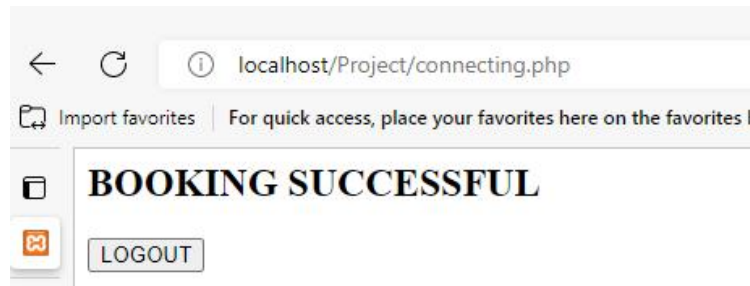 localhost/Project/connecting.php
Import favorites For quick access, place your favorites here on the favorites
BOOKING SUCCESSFUL
LOGOUT